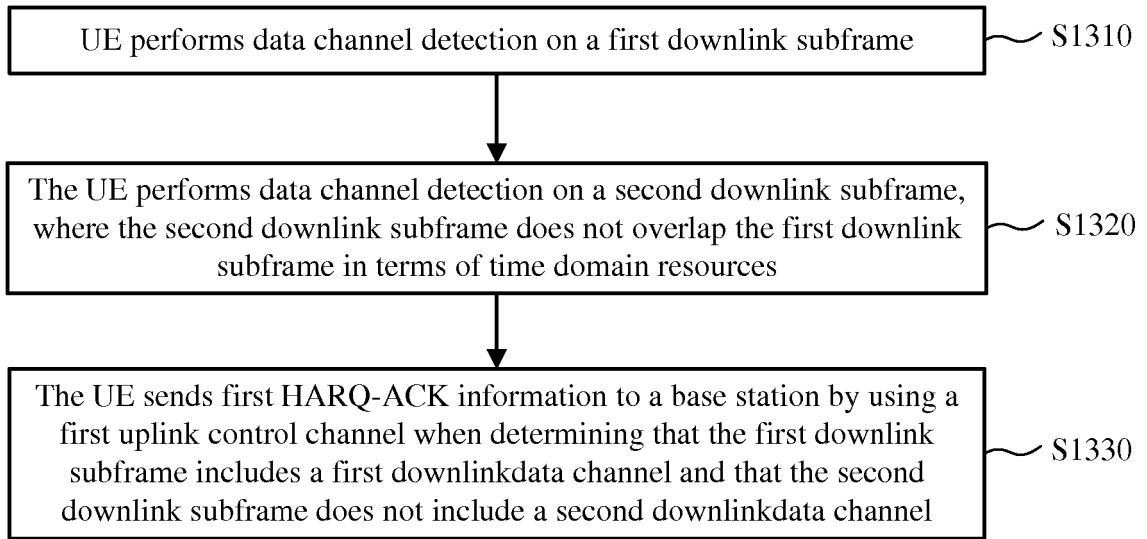 UE performs data channel detection on a first downlink subframe
S1310
The UE performs data channel detection on a second downlink subframe,
where the second downlink subframe does not overlap the first downlink
subframe in terms of time domain resources
S1320
The UE sends first HARQ-ACK information to a base station by using a
first uplink control channel when determining that the first downlink
subframe includes a first downlinkdata channel and that the second
downlink subframe does not include a second downlinkdata channel
S1330